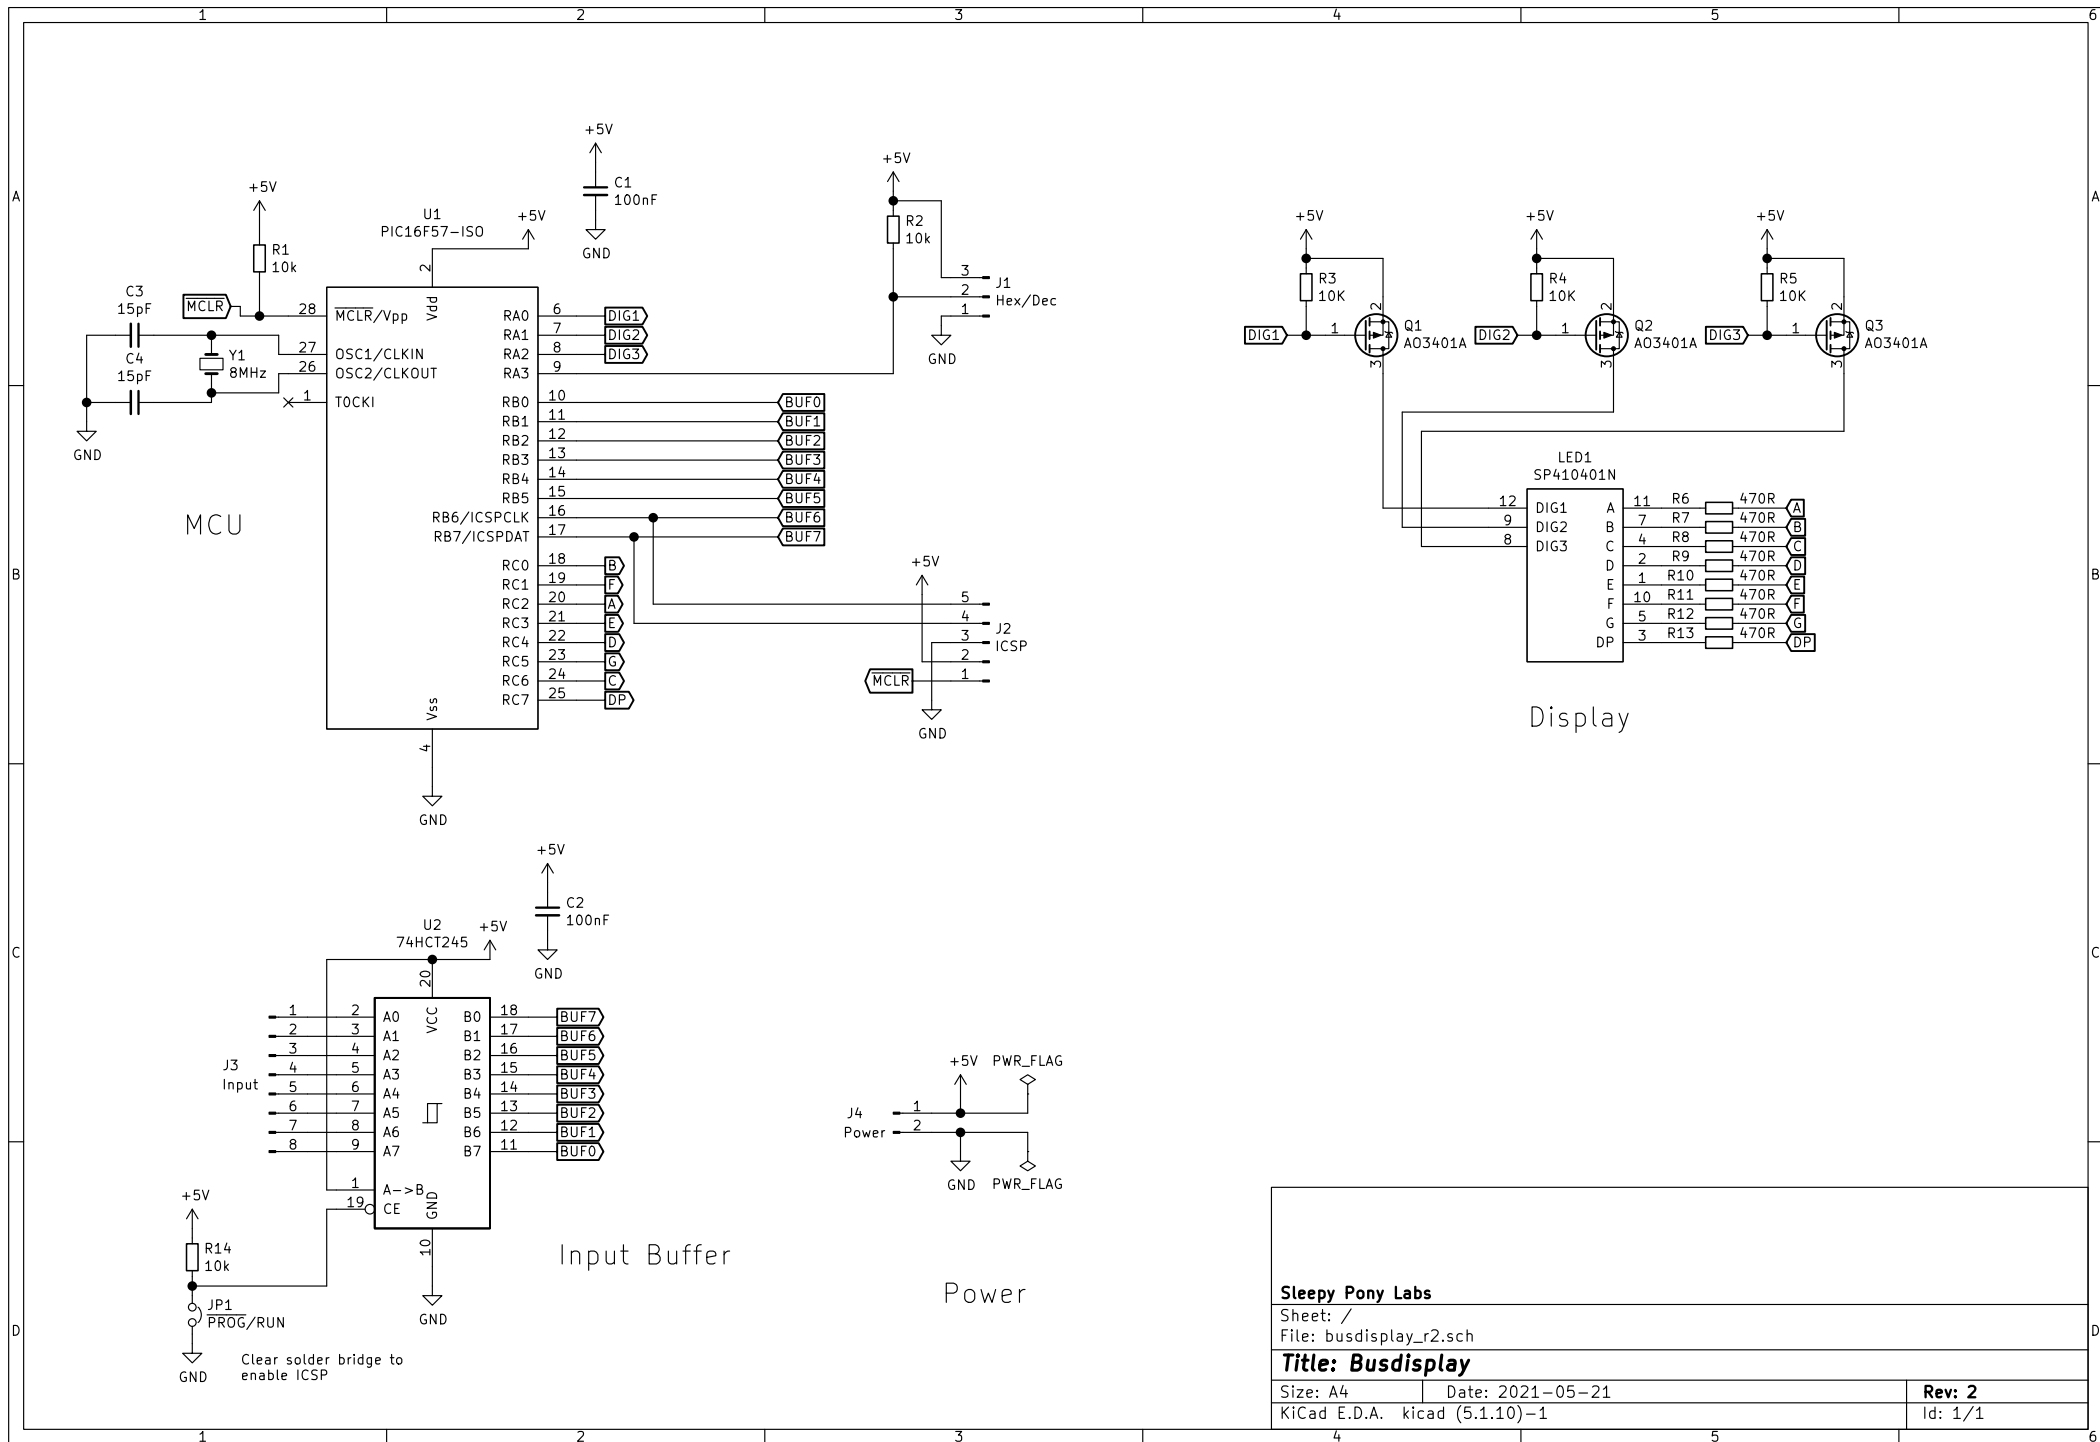 1 2 3 4 5 6
A
B
C
D
A
B
C
D
1 2 3 4 5 6
+5V
C1
100nF
GND
+5V
R1
10k
MCLR
C3
15pF
C4
15pF
Y1
8MHz
GND
U1
PIC16F57-ISO
+5V
2
Vdd
28 MCLR/Vpp
27 OSC1/CLKIN
26 OSC2/CLKOUT
1 T0CKI
RA0 6 DIG1
RA1 7 DIG2
RA2 8 DIG3
RA3 9
RB0 10 BUF0
RB1 11 BUF1
RB2 12 BUF2
RB3 13 BUF3
RB4 14 BUF4
RB5 15 BUF5
RB6/ICSPCLK 16 BUF6
RB7/ICSPDAT 17 BUF7
RC0 18 B
RC1 19 F
RC2 20 A
RC3 21 E
RC4 22 D
RC5 23 G
RC6 24 C
RC7 25 DP
Vss
4
GND
MCU
+5V
R2
10k
3
2
1
J1
Hex/Dec
GND
+5V
5
4
3
2
1
J2
ICSP
MCLR
GND
+5V
R3
10K
DIG1
1
2
3
Q1
AO3401A
+5V
R4
10K
DIG2
1
2
3
Q2
AO3401A
+5V
R5
10K
DIG3
1
2
3
Q3
AO3401A
LED1
SP410401N
12 DIG1
9 DIG2
8 DIG3
A 11 R6 470R A
B 7 R7 470R B
C 4 R8 470R C
D 2 R9 470R D
E 1 R10 470R E
F 10 R11 470R F
G 5 R12 470R G
DP 3 R13 470R DP
Display
+5V
C2
100nF
GND
U2
74HCT245
+5V
20
VCC
J3
Input
1 2 A0
2 3 A1
3 4 A2
4 5 A3
5 6 A4
6 7 A5
7 8 A6
8 9 A7
B0 18 BUF7
B1 17 BUF6
B2 16 BUF5
B3 15 BUF4
B4 14 BUF3
B5 13 BUF2
B6 12 BUF1
B7 11 BUF0
1 A->B
19 CE
GND
10
GND
+5V
R14
10k
JP1
PROG/RUN
GND
Clear solder bridge to
enable ICSP
Input Buffer
+5V PWR_FLAG
J4
Power
1
2
GND PWR_FLAG
Power
Sleepy Pony Labs
Sheet: /
File: busdisplay_r2.sch
Title: Busdisplay
Size: A4 Date: 2021-05-21 Rev: 2
KiCad E.D.A. kicad (5.1.10)-1 Id: 1/1